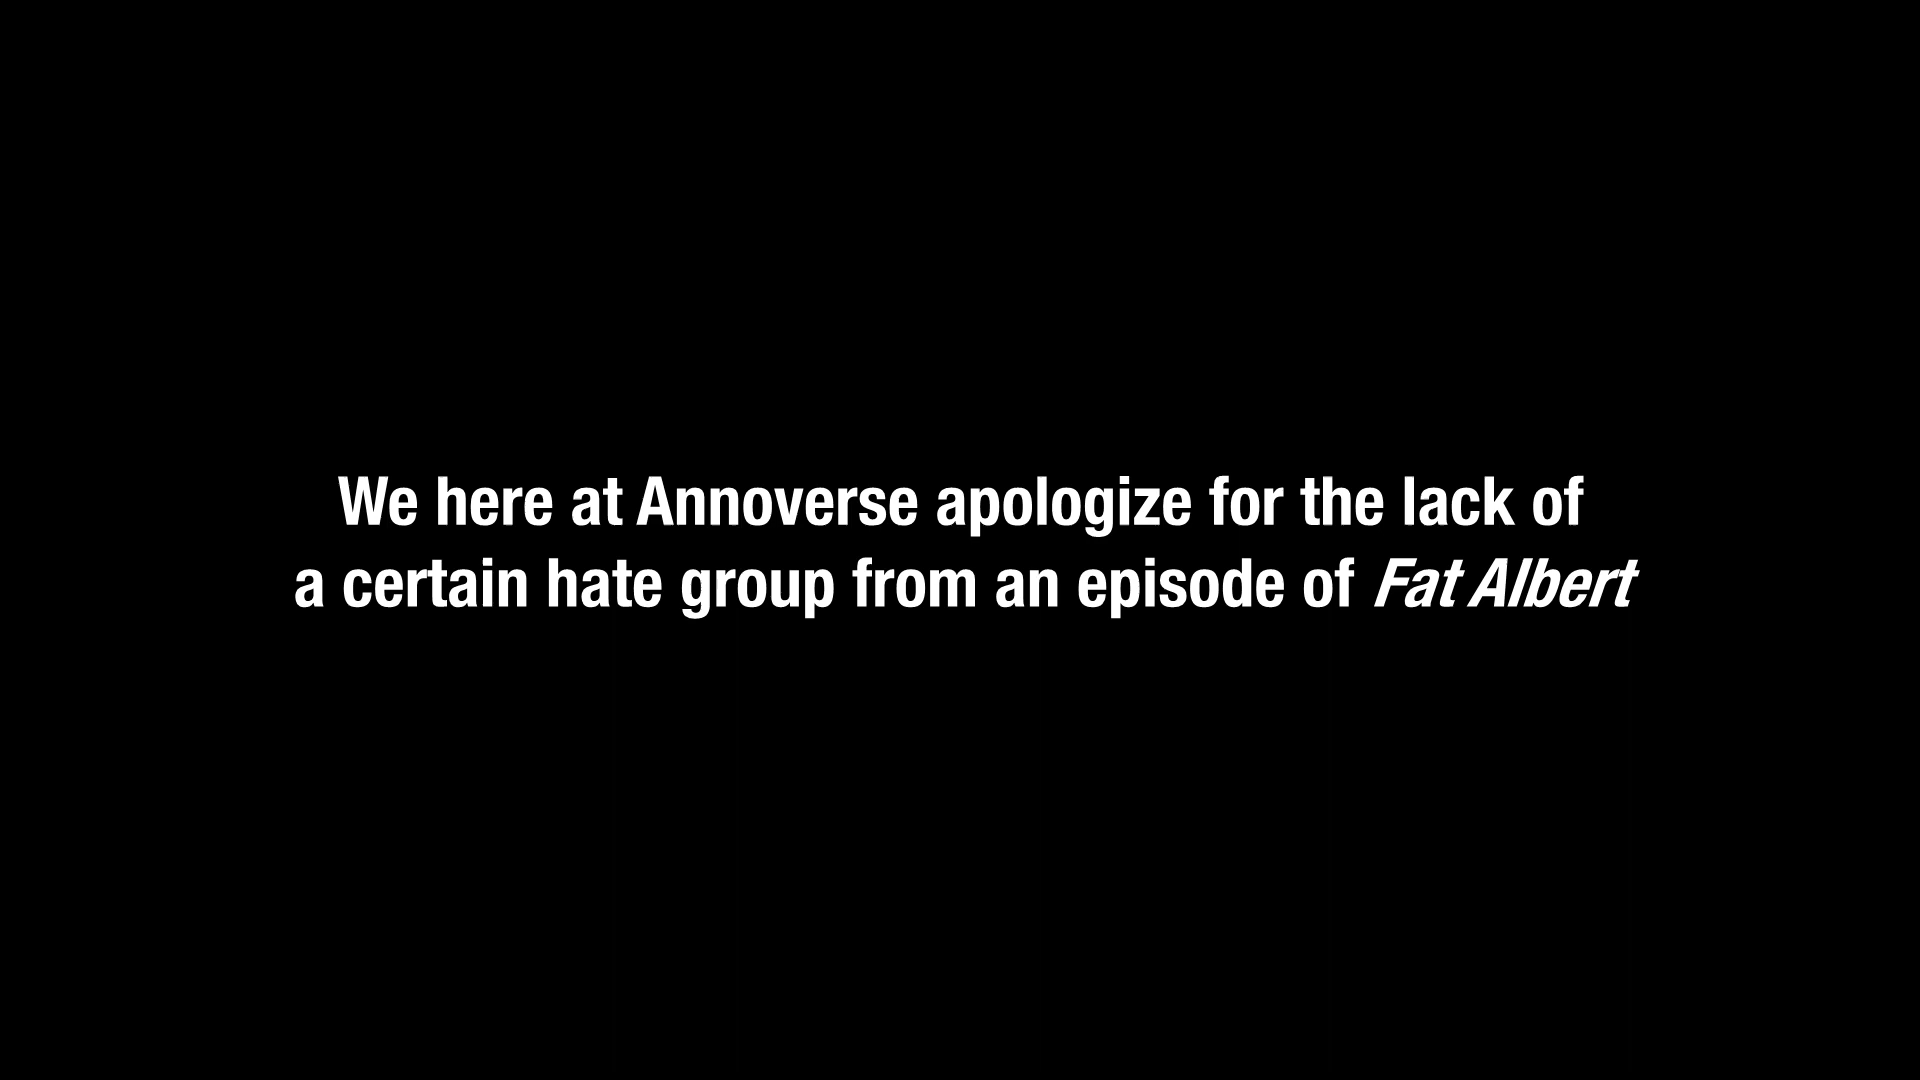 We here at Annoverse apologize for the lack of
a certain hate group from an episode of Fat Albert